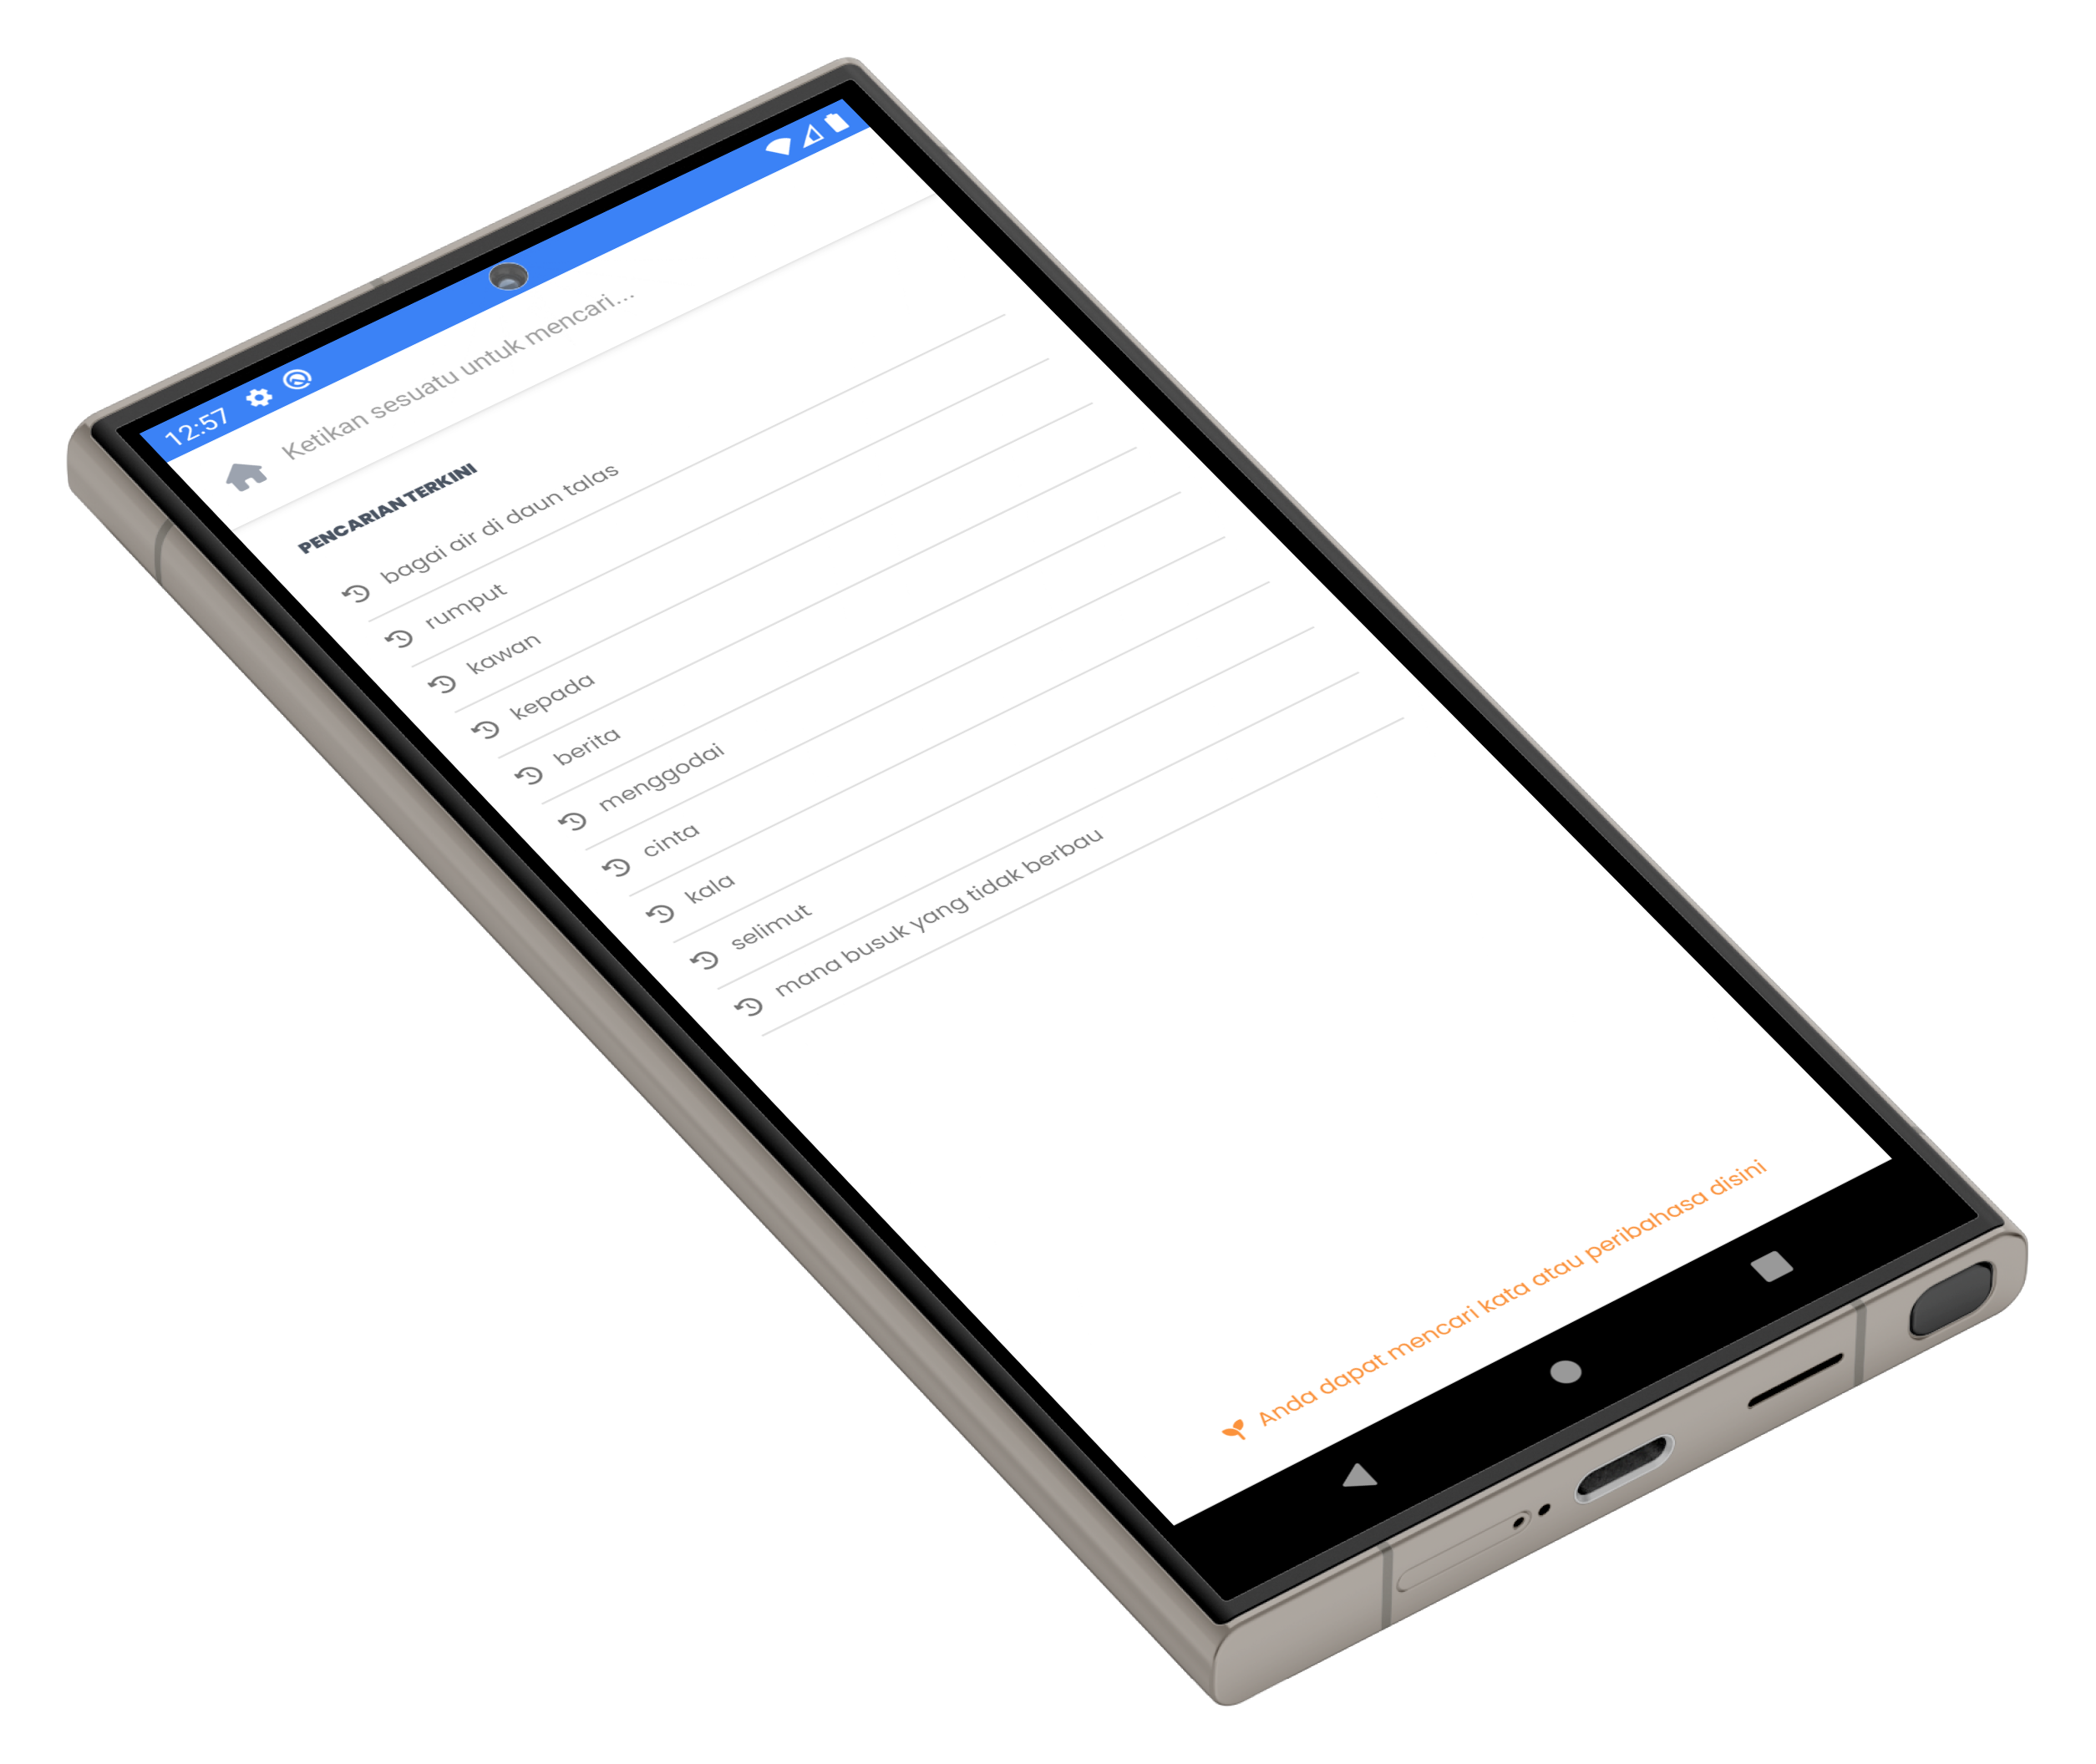 12:57
Ketikan sesuatu untuk mencari...
PENCARIAN TERKINI
bagai air di daun talas
rumput
kawan
kepada
berita
menggodai
cinta
kala
selimut
mana busuk yang tidak berbau
Anda dapat mencari kata atau peribahasa disini